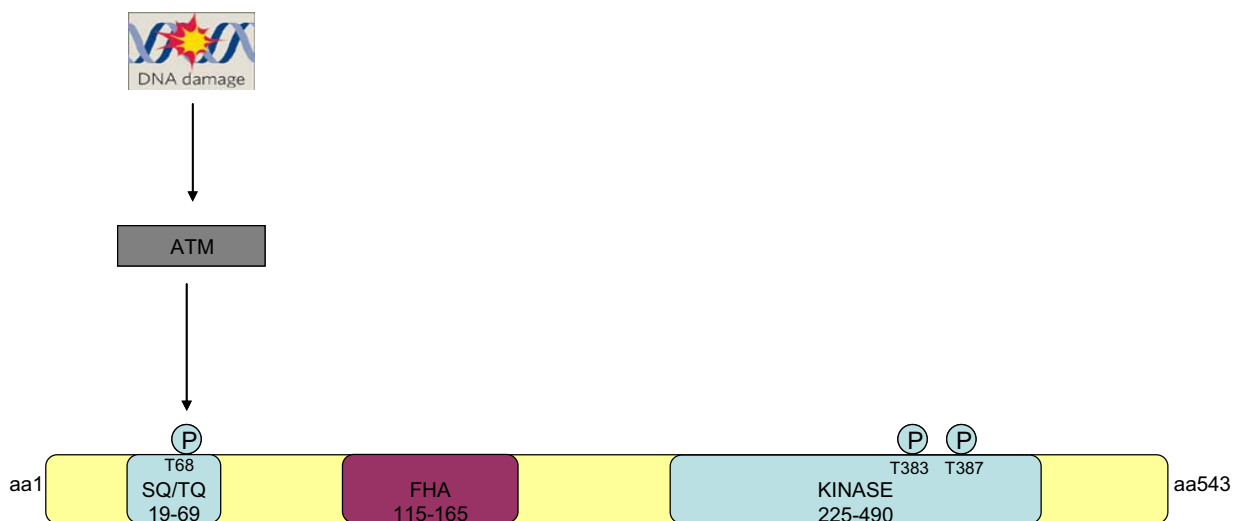 DNA damage
ATM
P
P
P
T68
T383
T387
aa1
SQ/TQ
19-69
FHA
115-165
KINASE
225-490
aa543